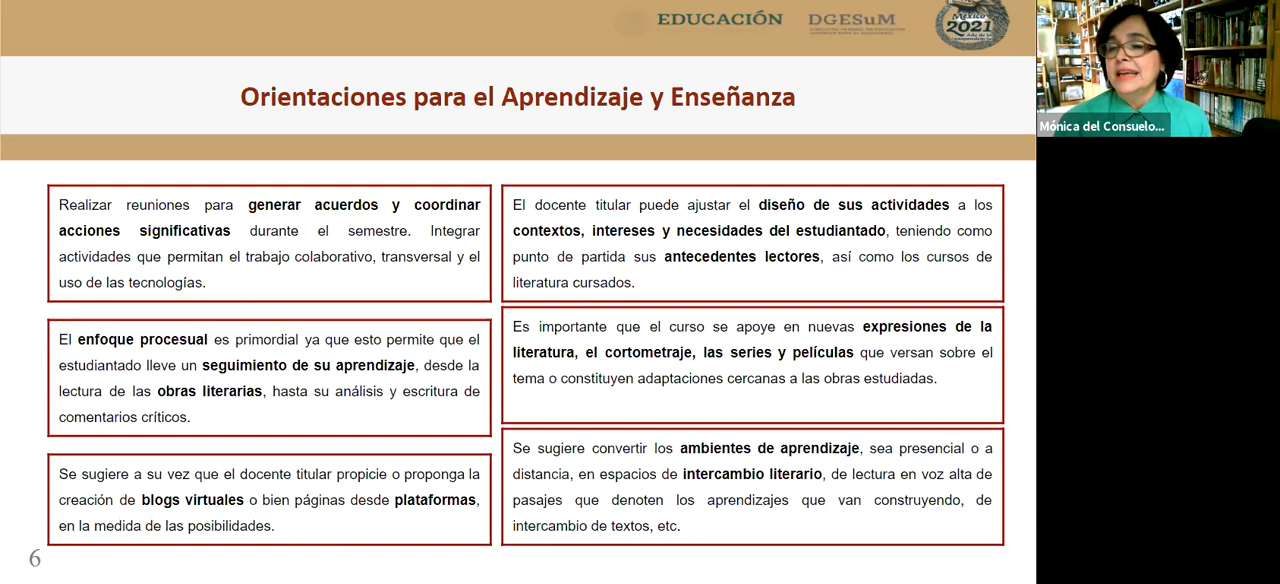 EDUCACIÓN
DGESuM
México
2021
Mónica del Consuelo...
Orientaciones para el Aprendizaje y Enseñanza
Realizar reuniones para generar acuerdos y coordinar
acciones significativas durante el semestre. Integrar
actividades que permitan el trabajo colaborativo, transversal y el
uso de las tecnologías.
El enfoque procesual es primordial ya que esto permite que el
estudiantado lleve un seguimiento de su aprendizaje, desde la
lectura de las obras literarias, hasta su análisis y escritura de
comentarios críticos.
Se sugiere a su vez que el docente titular propicie o proponga la
creación de blogs virtuales o bien páginas desde plataformas,
en la medida de las posibilidades.
El docente titular puede ajustar el diseño de sus actividades a los
contextos, intereses y necesidades del estudiantado, teniendo como
punto de partida sus antecedentes lectores, así como los cursos de
literatura cursados.
Es importante que el curso se apoye en nuevas expresiones de la
literatura, el cortometraje, las series y películas que versan sobre el
tema o constituyen adaptaciones cercanas a las obras estudiadas.
Se sugiere convertir los ambientes de aprendizaje, sea presencial o a
distancia, en espacios de intercambio literario, de lectura en voz alta de
pasajes que denoten los aprendizajes que van construyendo, de
intercambio de textos, etc.
6